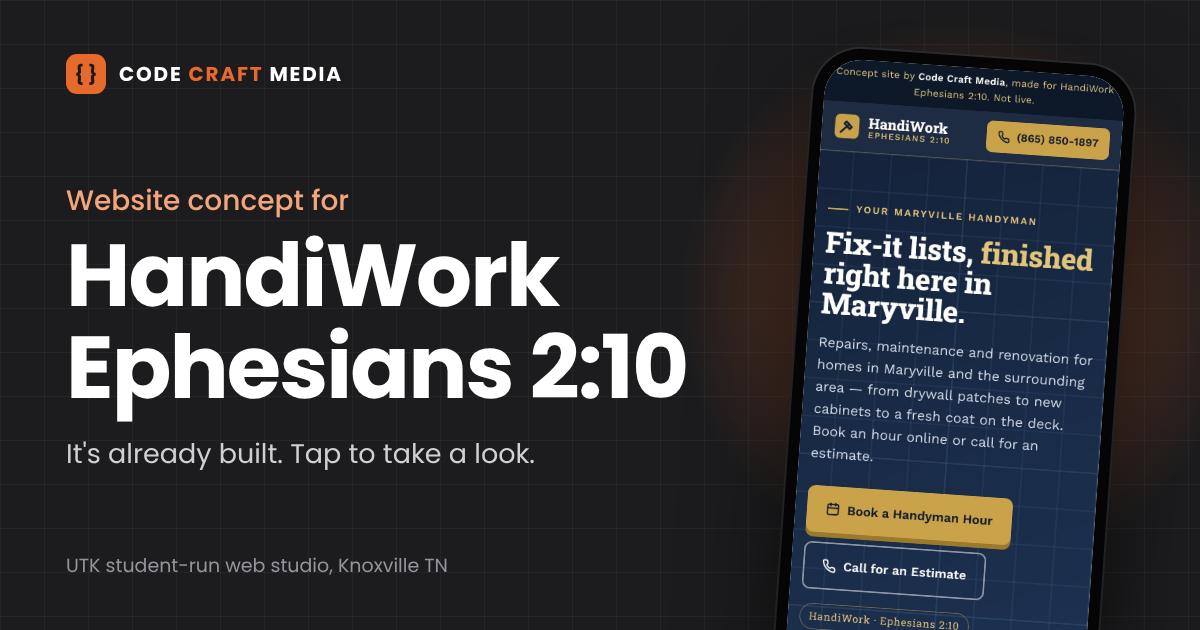 { } CODE CRAFT MEDIA
Website concept for
HandiWork
Ephesians 2:10
It's already built. Tap to take a look.
UTK student-run web studio, Knoxville TN
Concept site by Code Craft Media, made for HandiWork
Ephesians 2:10. Not live.
HandiWork
EPHESIANS 2:10
(865) 850-1897
YOUR MARYVILLE HANDYMAN
Fix-it lists, finished
right here in
Maryville.
Repairs, maintenance and renovation for
homes in Maryville and the surrounding
area — from drywall patches to new
cabinets to a fresh coat on the deck.
Book an hour online or call for an
estimate.
Book a Handyman Hour
Call for an Estimate
HandiWork · Ephesians 2:10